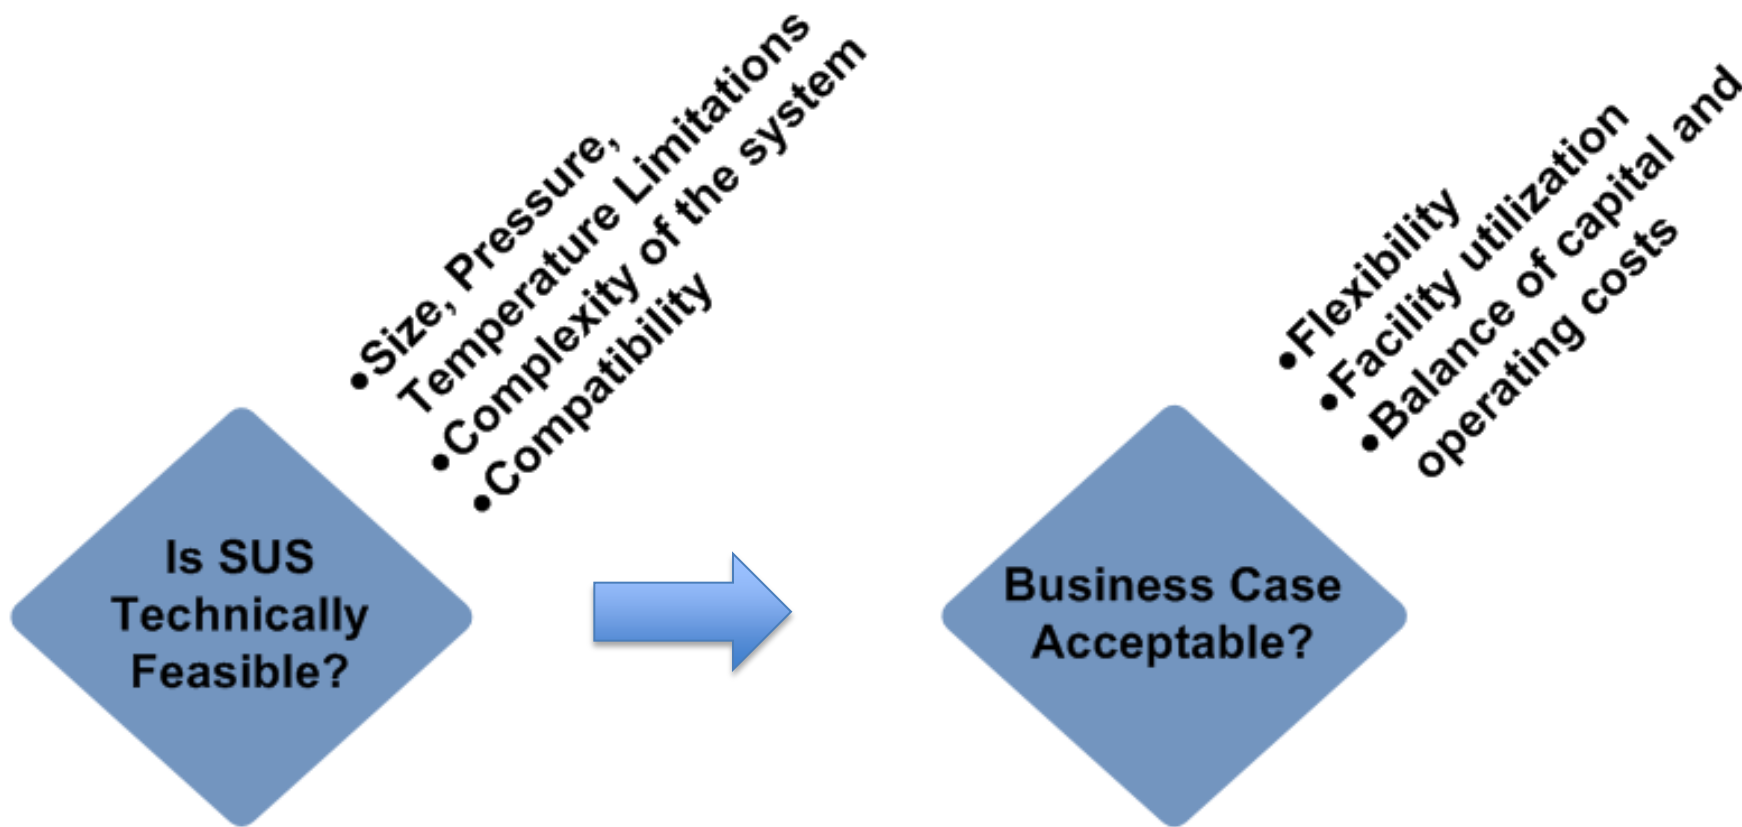 •Size, Pressure,
Temperature Limitations
•Complexity of the system
•Compatibility
Is SUS
Technically
Feasible?
•Flexibility
•Facility utilization
•Balance of capital and
operating costs
Business Case
Acceptable?